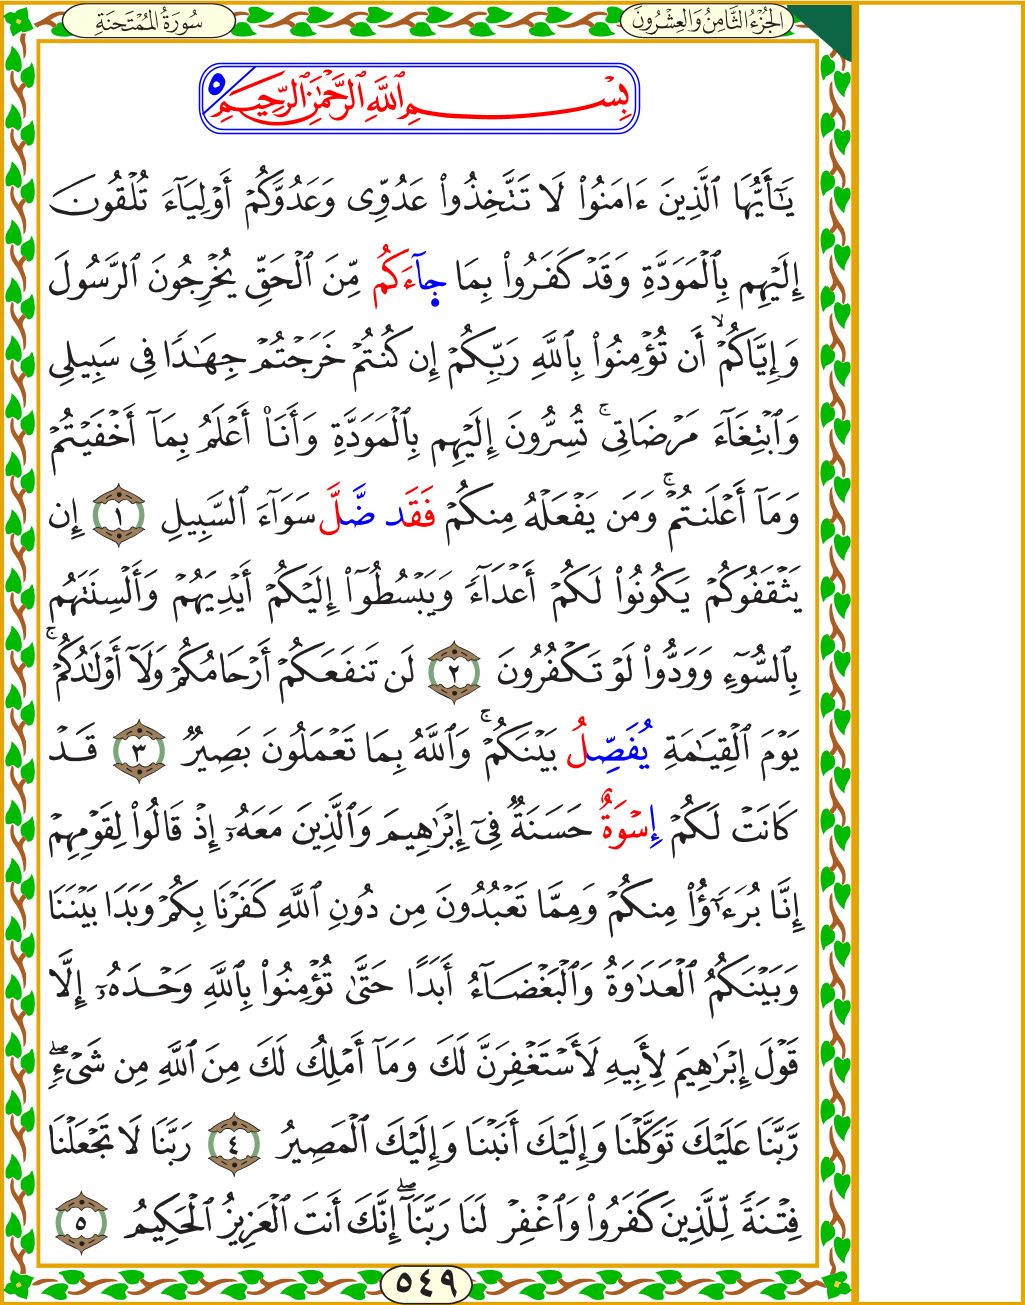 الجُزْءُ الثَّامِنُ وَالعِشْرُونَ
سُورَةُ المُمْتَحنَةِ
بِسْمِ ٱللَّهِ ٱلرَّحْمَٰنِ ٱلرَّحِيمِ ٥
يَٰٓأَيُّهَا ٱلَّذِينَ ءَامَنُواْ لَا تَتَّخِذُواْ عَدُوِّى وَعَدُوَّكُمْ أَوْلِيَآءَ تُلْقُونَ
إِلَيْهِم بِٱلْمَوَدَّةِ وَقَدْ كَفَرُواْ بِمَا جِآءَكُم مِّنَ ٱلْحَقِّ يُخْرِجُونَ ٱلرَّسُولَ
وَإِيَّاكُمْۙ أَن تُؤْمِنُواْ بِٱللَّهِ رَبِّكُمْ إِن كُنتُمْ خَرَجْتُمْ جِهَٰدًا فِى سَبِيلِى
وَٱبْتِغَآءَ مَرْضَاتِىۚ تُسِرُّونَ إِلَيْهِم بِٱلْمَوَدَّةِ وَأَنَا۠ أَعْلَمُ بِمَآ أَخْفَيْتُمْ
وَمَآ أَعْلَنتُمْۚ وَمَن يَفْعَلْهُ مِنكُمْ فَقَد ضَّلَّ سَوَآءَ ٱلسَّبِيلِ ١ إِن
يَثْقَفُوكُمْ يَكُونُواْ لَكُمْ أَعْدَآءً وَيَبْسُطُوٓاْ إِلَيْكُمْ أَيْدِيَهُمْ وَأَلْسِنَتَهُم
بِٱلسُّوٓءِ وَوَدُّواْ لَوْ تَكْفُرُونَ ٢ لَن تَنفَعَكُمْ أَرْحَامُكُمْ وَلَآ أَوْلَٰدُكُمْۚ
يَوْمَ ٱلْقِيَٰمَةِ يُفَصِّلُ بَيْنَكُمْۚ وَٱللَّهُ بِمَا تَعْمَلُونَ بَصِيرٌ ٣ قَدْ
كَانَتْ لَكُمْ إِسْوَةٌ حَسَنَةٌ فِىٓ إِبْرَٰهِيمَ وَٱلَّذِينَ مَعَهُۥٓ إِذْ قَالُواْ لِقَوْمِهِمْ
إِنَّا بُرَءَٰٓؤُاْ مِنكُمْ وَمِمَّا تَعْبُدُونَ مِن دُونِ ٱللَّهِ كَفَرْنَا بِكُمْ وَبَدَا بَيْنَنَا
وَبَيْنَكُمُ ٱلْعَدَٰوَةُ وَٱلْبَغْضَآءُ أَبَدًا حَتَّىٰ تُؤْمِنُواْ بِٱللَّهِ وَحْدَهُۥٓ إِلَّا
قَوْلَ إِبْرَٰهِيمَ لِأَبِيهِ لَأَسْتَغْفِرَنَّ لَكَ وَمَآ أَمْلِكُ لَكَ مِنَ ٱللَّهِ مِن شَىْءٍۖ
رَّبَّنَا عَلَيْكَ تَوَكَّلْنَا وَإِلَيْكَ أَنَبْنَا وَإِلَيْكَ ٱلْمَصِيرُ ٤ رَبَّنَا لَا تَجْعَلْنَا
فِتْنَةً لِّلَّذِينَ كَفَرُواْ وَٱغْفِرْ لَنَا رَبَّنَآۖ إِنَّكَ أَنتَ ٱلْعَزِيزُ ٱلْحَكِيمُ ٥
٥٤٩